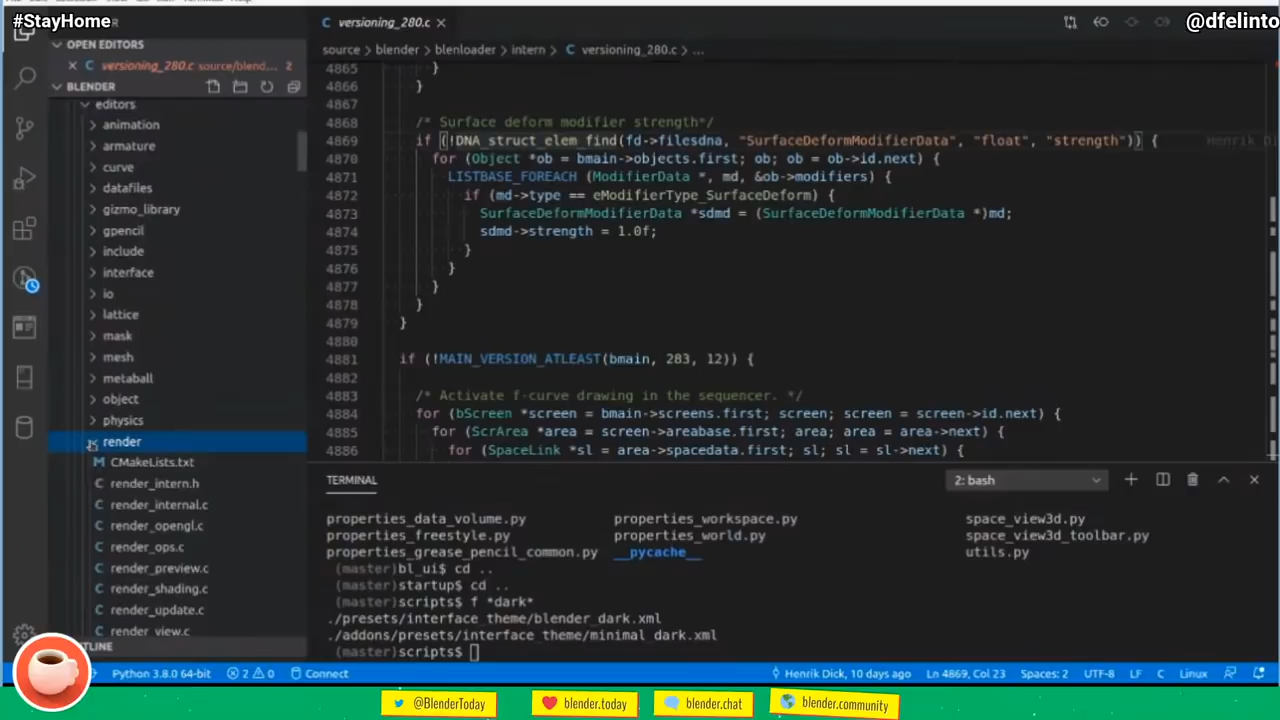 #StayHome
@dfelinto
versioning_280.c
OPEN EDITORS
versioning_280.c source/blend... 2
BLENDER
editors
animation
armature
curve
datafiles
gizmo_library
gpencil
include
interface
io
lattice
mask
mesh
metaball
object
physics
render
CMakeLists.txt
render_intern.h
render_internal.c
render_opengl.c
render_ops.c
render_preview.c
render_shading.c
render_update.c
render_view.c
TLINE
source > blender > blenloader > intern > C versioning_280.c > ...
4865 }
4866 }
4867
4868 /* Surface deform modifier strength*/
4869 if (!DNA_struct_elem_find(fd->filesdna, "SurfaceDeformModifierData", "float", "strength")) {
4870 for (Object *ob = bmain->objects.first; ob; ob = ob->id.next) {
4871 LISTBASE_FOREACH (ModifierData *, md, &ob->modifiers) {
4872 if (md->type == eModifierType_SurfaceDeform) {
4873 SurfaceDeformModifierData *sdmd = (SurfaceDeformModifierData *)md;
4874 sdmd->strength = 1.0f;
4875 }
4876 }
4877 }
4878 }
4879 }
4880
4881 if (!MAIN_VERSION_ATLEAST(bmain, 283, 12)) {
4882
4883 /* Activate f-curve drawing in the sequencer. */
4884 for (bScreen *screen = bmain->screens.first; screen; screen = screen->id.next) {
4885 for (ScrArea *area = screen->areabase.first; area; area = area->next) {
4886 for (SpaceLink *sl = area->spacedata.first; sl; sl = sl->next) {
TERMINAL
2: bash
properties_data_volume.py properties_workspace.py space_view3d.py
properties_freestyle.py properties_world.py space_view3d_toolbar.py
properties_grease_pencil_common.py __pycache__ utils.py
(master)bl_ui$ cd ..
(master)startup$ cd ..
(master)scripts$ f *dark*
./presets/interface_theme/blender_dark.xml
./addons/presets/interface_theme/minimal_dark.xml
(master)scripts$
Python 3.8.0 64-bit 2 0 Connect Henrik Dick, 10 days ago Ln 4869, Col 23 Spaces: 2 UTF-8 LF C Linux
@BlenderToday blender.today blender.chat blender.community